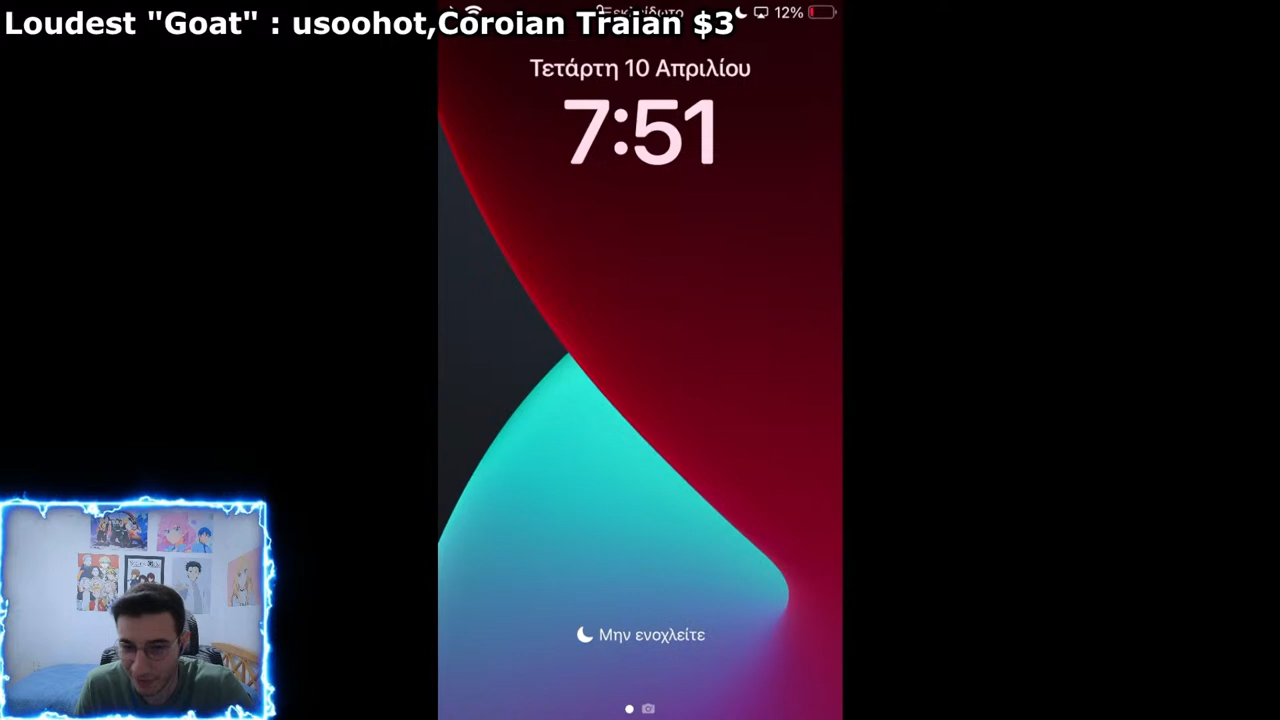 Loudest "Goat" : usoohot,Coroian Traian $3
12%
Τετάρτη 10 Απριλίου
7:51
Μην ενοχλείτε